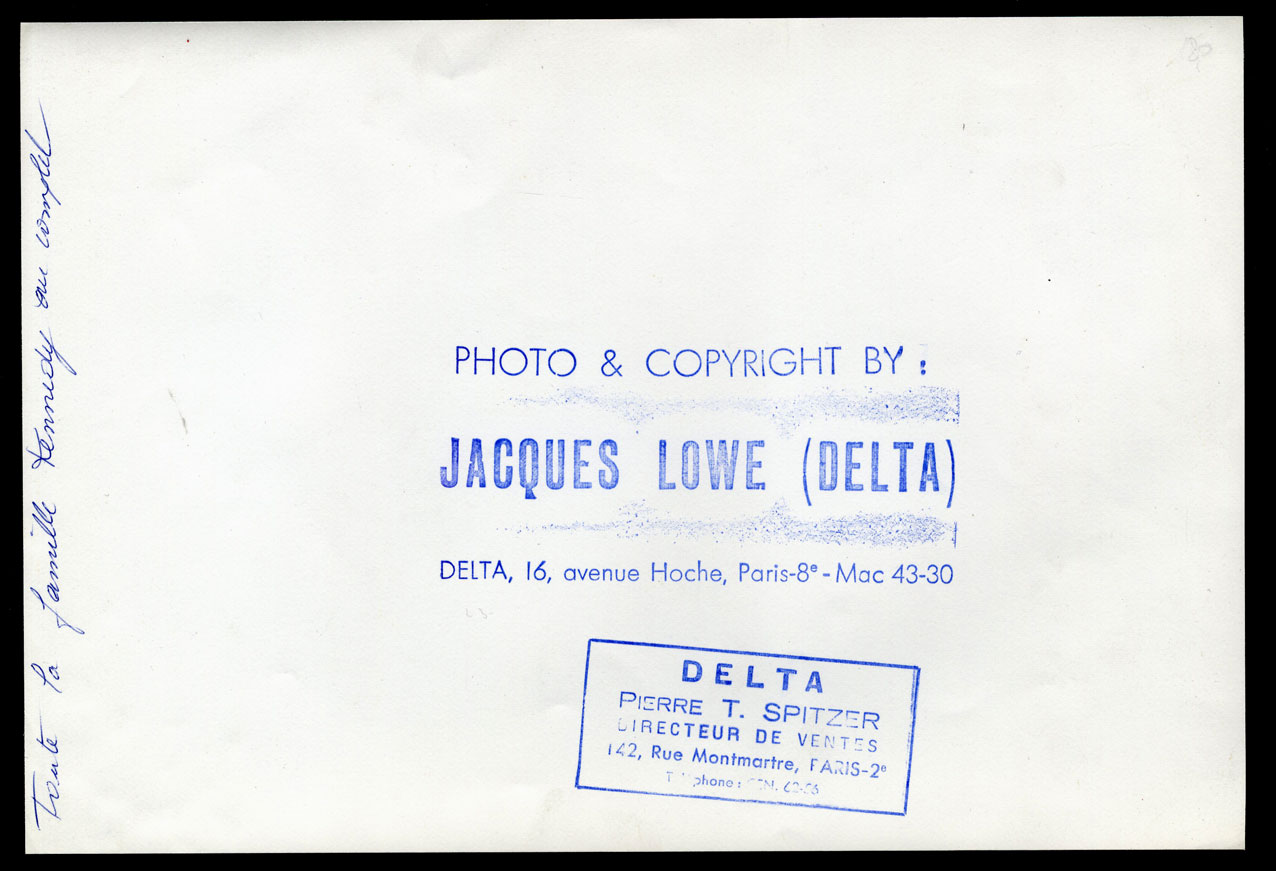 Toute la famille Kennedy au complet
PHOTO & COPYRIGHT BY :
JACQUES LOWE (DELTA)
DELTA, 16, avenue Hoche, Paris-8e - Mac 43-30
DELTA
PIERRE T. SPITZER
DIRECTEUR DE VENTES
142, Rue Montmartre, PARIS-2e
Téléphone :